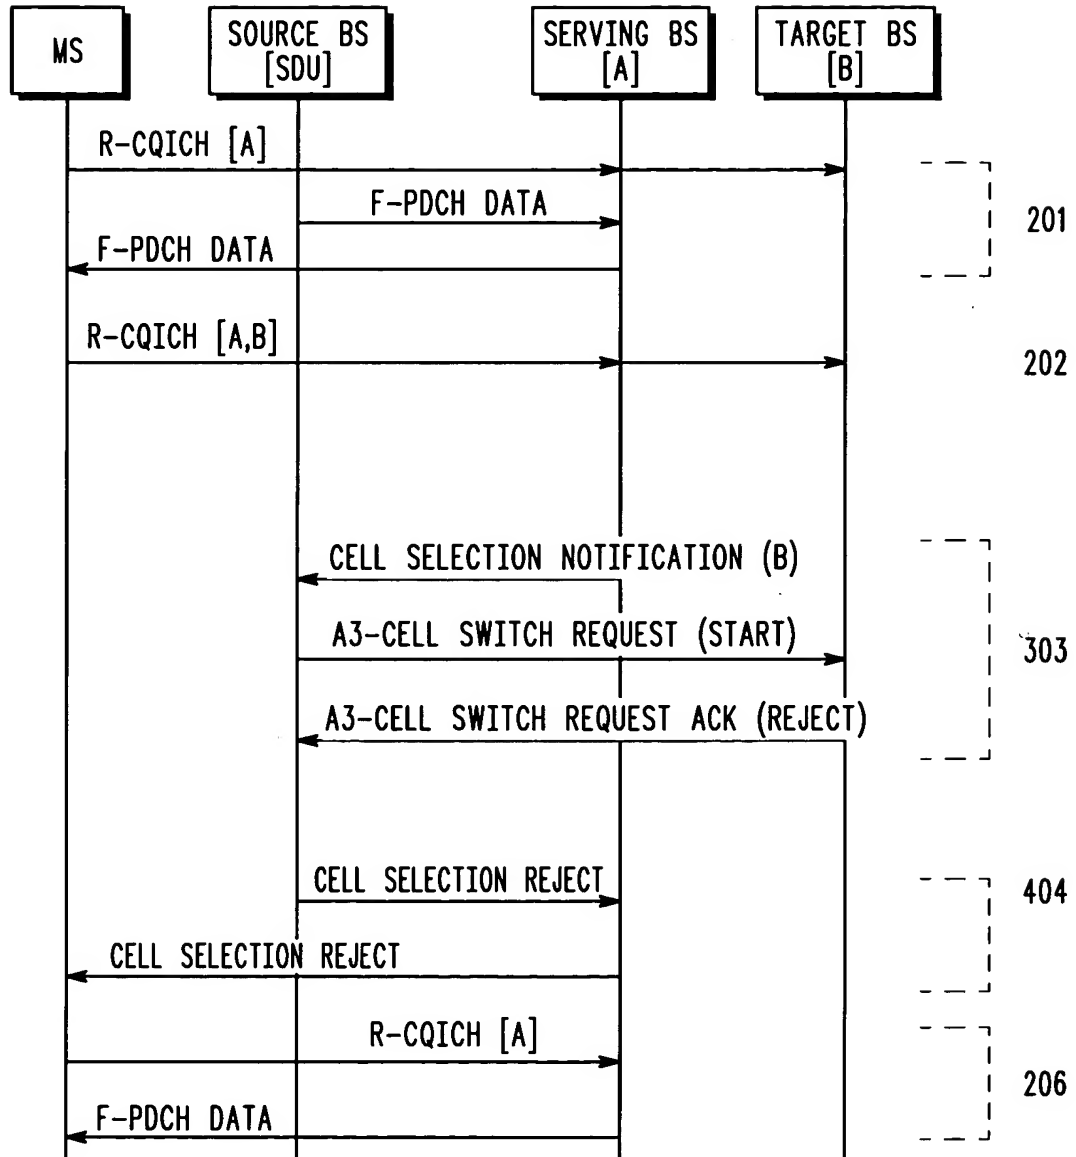 MS
SOURCE BS
[SDU]
SERVING BS
[A]
TARGET BS
[B]
R-CQICH [A]
F-PDCH DATA
201
F-PDCH DATA
R-CQICH [A,B]
202
CELL SELECTION NOTIFICATION (B)
A3-CELL SWITCH REQUEST (START)
303
A3-CELL SWITCH REQUEST ACK (REJECT)
CELL SELECTION REJECT
404
CELL SELECTION REJECT
R-CQICH [A]
206
F-PDCH DATA